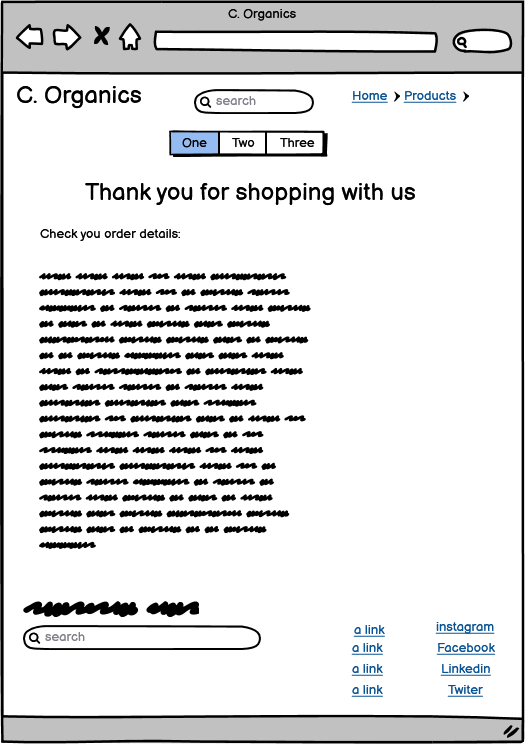 C. Organics
C. Organics
search
Home
Products
One Two Three
Thank you for shopping with us
Check you order details:
search
a link
a link
a link
a link
instagram
Facebook
Linkedin
Twiter